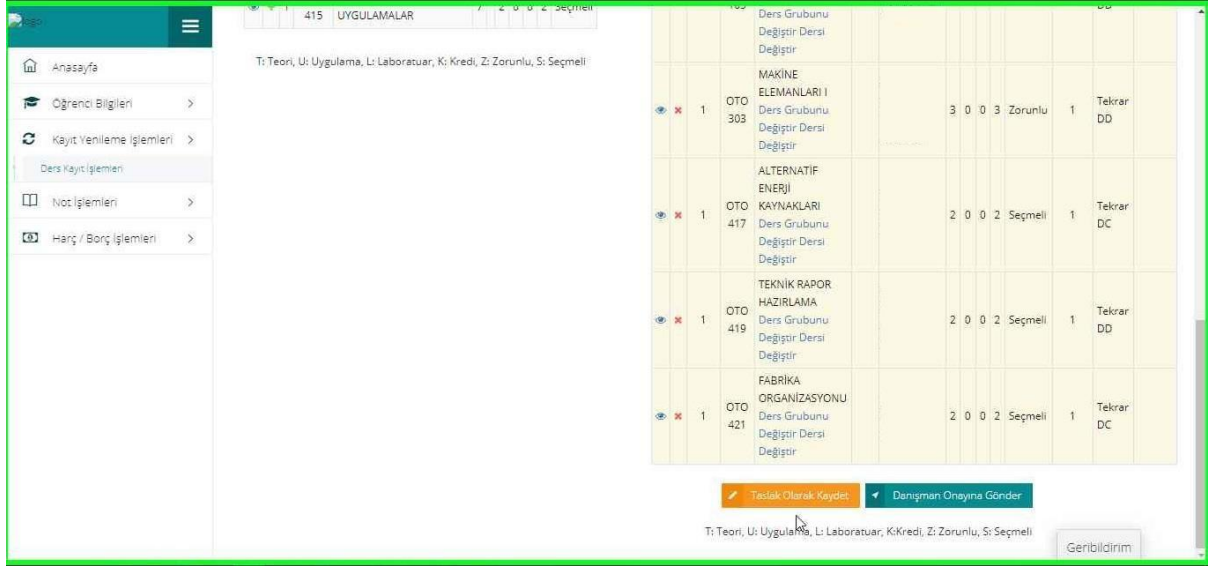 Anasayfa
Öğrenci Bilgileri
Kayıt Yenileme İşlemleri
Ders Kayıt İşlemleri
Not İşlemleri
Harç / Borç İşlemleri
415 UYGULAMALAR 2 0 0 2 Seçmeli
T: Teori, U: Uygulama, L: Laboratuar, K: Kredi, Z: Zorunlu, S: Seçmeli
Ders Grubunu
Değiştir Dersi
Değiştir
MAKİNE
ELEMANLARI I
1 OTO 303 Ders Grubunu 3 0 0 3 Zorunlu 1 Tekrar DD
Değiştir Dersi
Değiştir
ALTERNATİF
ENERJİ
KAYNAKLARI
1 OTO 417 Ders Grubunu 2 0 0 2 Seçmeli 1 Tekrar DC
Değiştir Dersi
Değiştir
TEKNİK RAPOR
HAZIRLAMA
1 OTO 419 Ders Grubunu 2 0 0 2 Seçmeli 1 Tekrar DD
Değiştir Dersi
Değiştir
FABRİKA
ORGANİZASYONU
1 OTO 421 Ders Grubunu 2 0 0 2 Seçmeli 1 Tekrar DC
Değiştir Dersi
Değiştir
Taslak Olarak Kaydet
Danışman Onayına Gönder
T: Teori, U: Uygulama, L: Laboratuar, K:Kredi, Z: Zorunlu, S: Seçmeli
Geribildirim